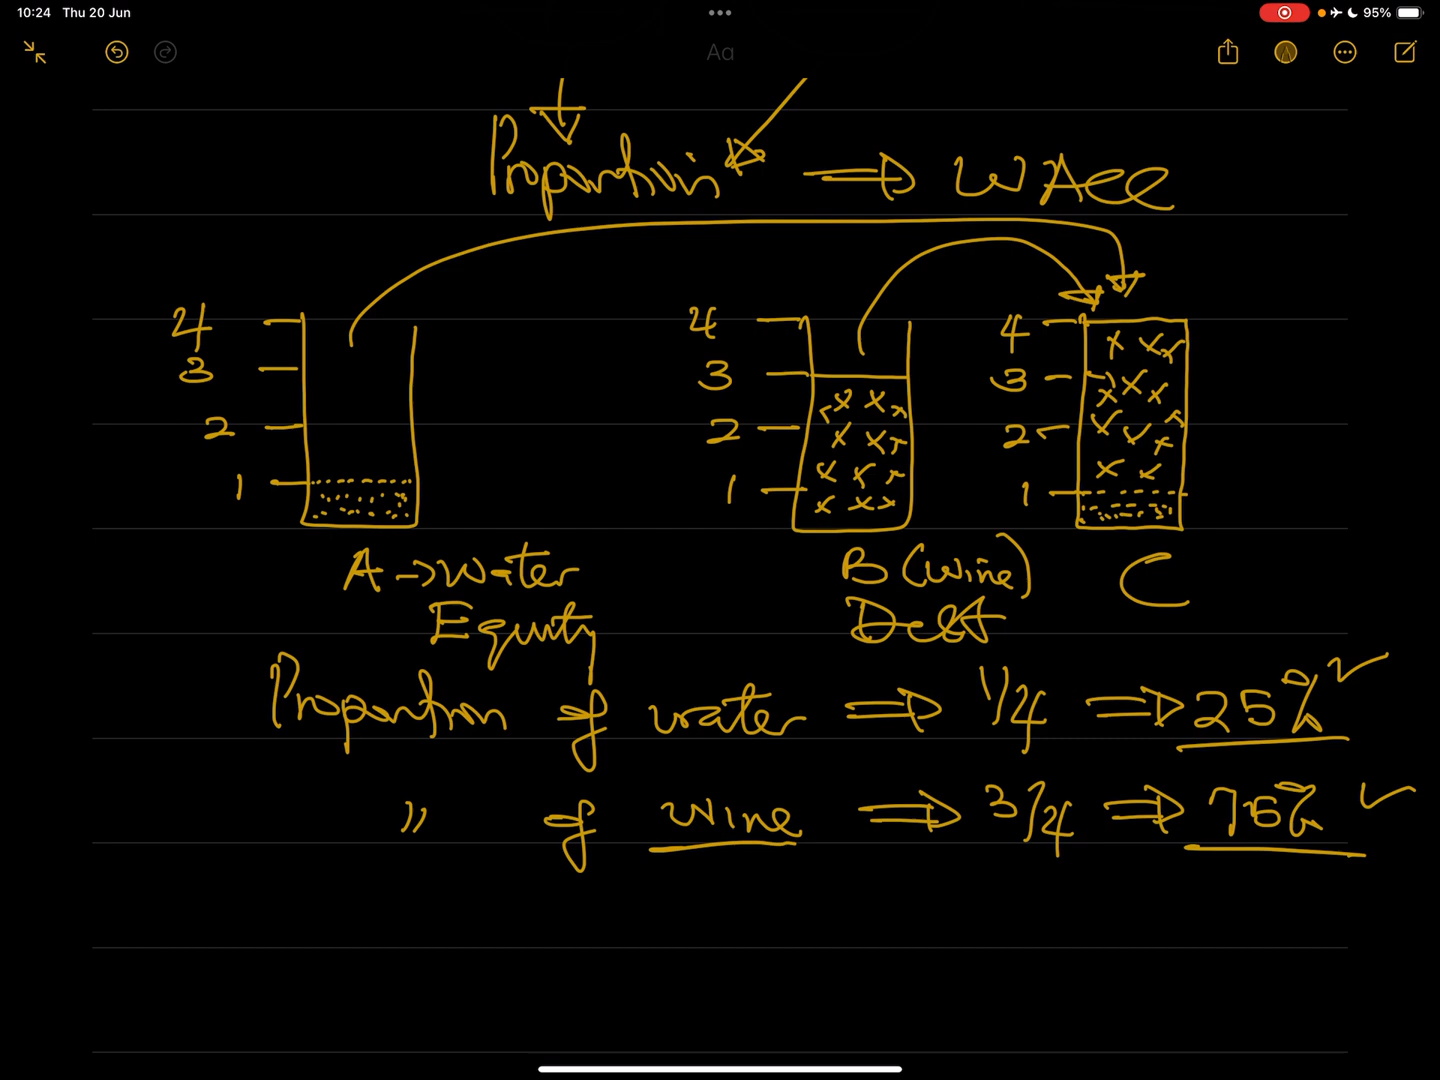 10:24 Thu 20 Jun
95%
Aa
Proportion ⇒ WACC
4 4 4
3 3 3
2 2 2
1 1 1
A → Water B (Wine) C
Equity Debt
Proportion of water ⇒ 1/4 ⇒ 25% ✓
" of wine ⇒ 3/4 ⇒ 75% ✓